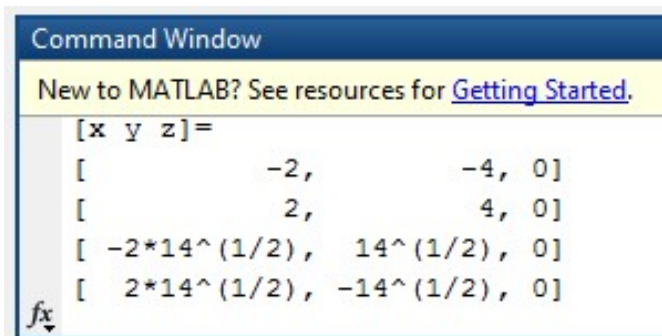 Command Window
New to MATLAB? See resources for Getting Started.
[x y z]=
[ -2, -4, 0]
[ 2, 4, 0]
[ -2*14^(1/2), 14^(1/2), 0]
[ 2*14^(1/2), -14^(1/2), 0]
fx